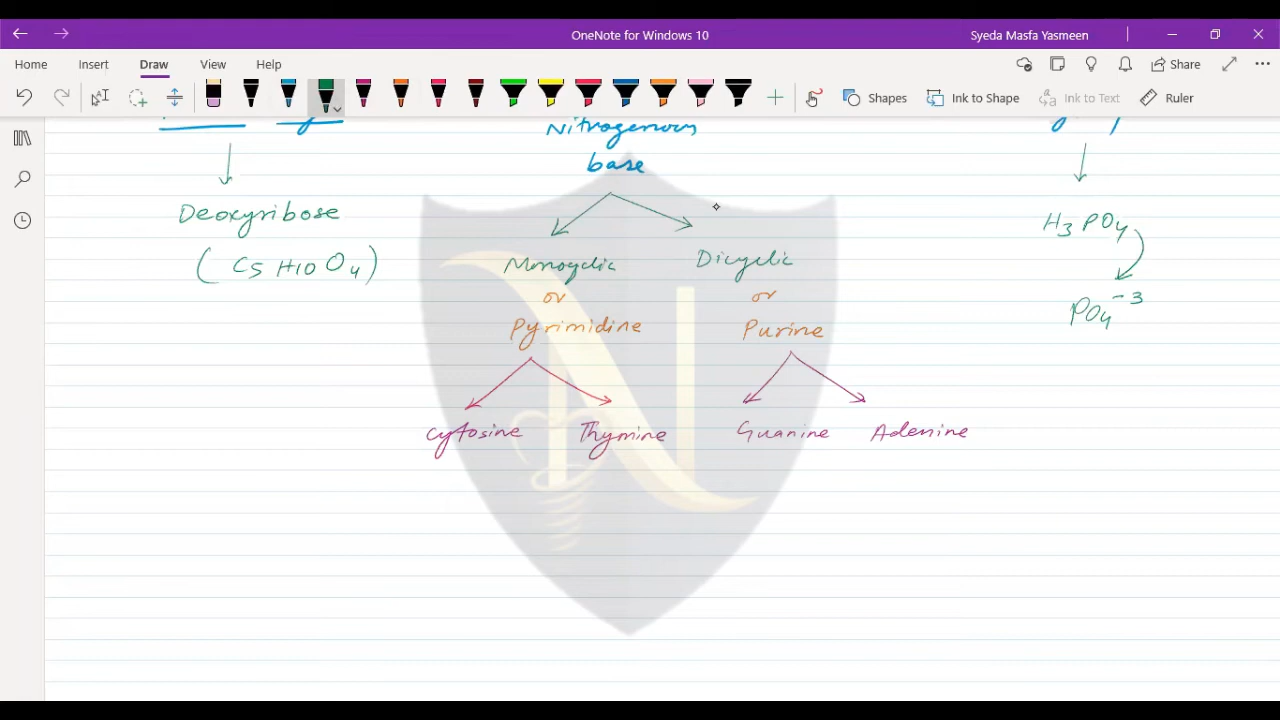 OneNote for Windows 10
Syeda Masfa Yasmeen
Home Insert Draw View Help
Share
Shapes
Ink to Shape
Ink to Text
Ruler
Nitrogenous
base
Deoxyribose
(C5 H10 O4)
Monocyclic
or
Pyrimidine
Cytosine
Thymine
Dicyclic
or
Purine
Guanine
Adenine
H3 PO4
PO4 -3